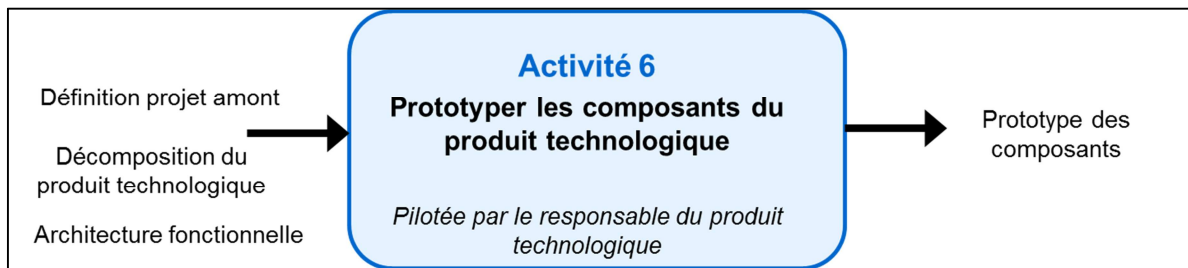 Définition projet amont
Décomposition du
produit technologique
Architecture fonctionnelle
Activité 6
Prototyper les composants du
produit technologique
Pilotée par le responsable du produit
technologique
Prototype des
composants